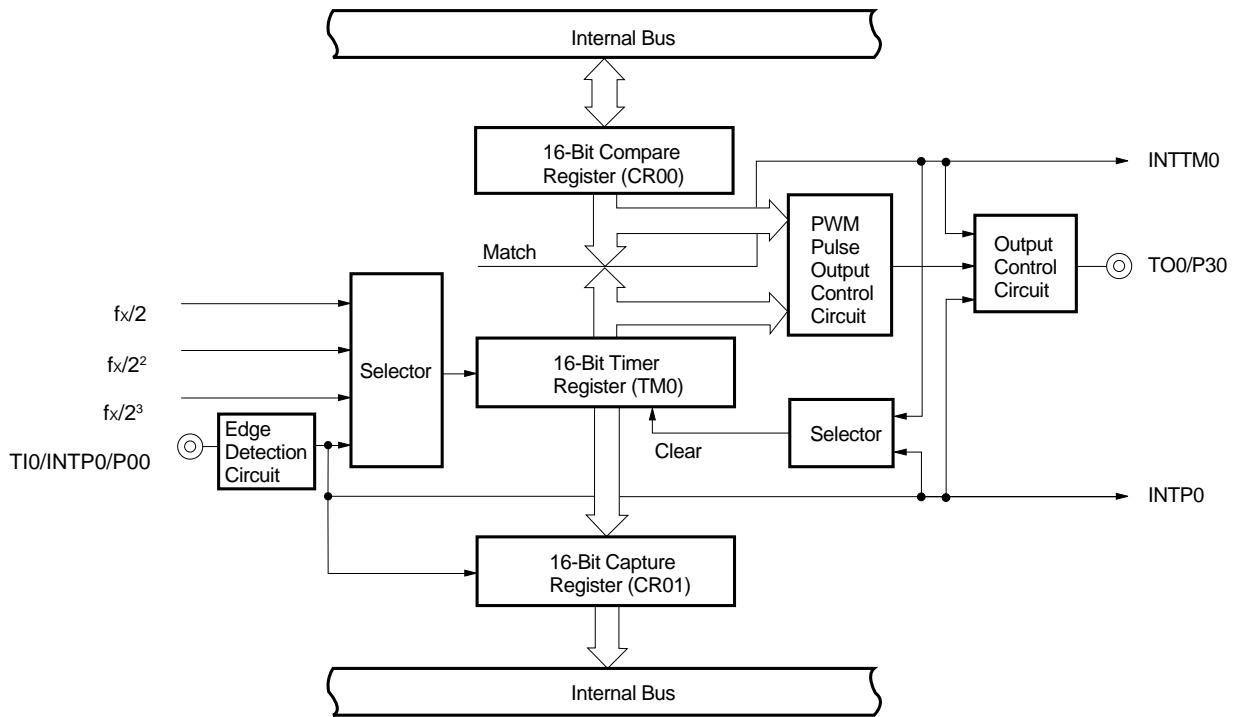 Internal Bus
16-Bit Compare
Register (CR00)
INTTM0
PWM
Pulse
Output
Control
Circuit
Output
Control
Circuit
TO0/P30
Match
fX/2
fX/2²
fX/2³
Selector
16-Bit Timer
Register (TM0)
Edge
Detection
Circuit
TI0/INTP0/P00
Clear
Selector
INTP0
16-Bit Capture
Register (CR01)
Internal Bus